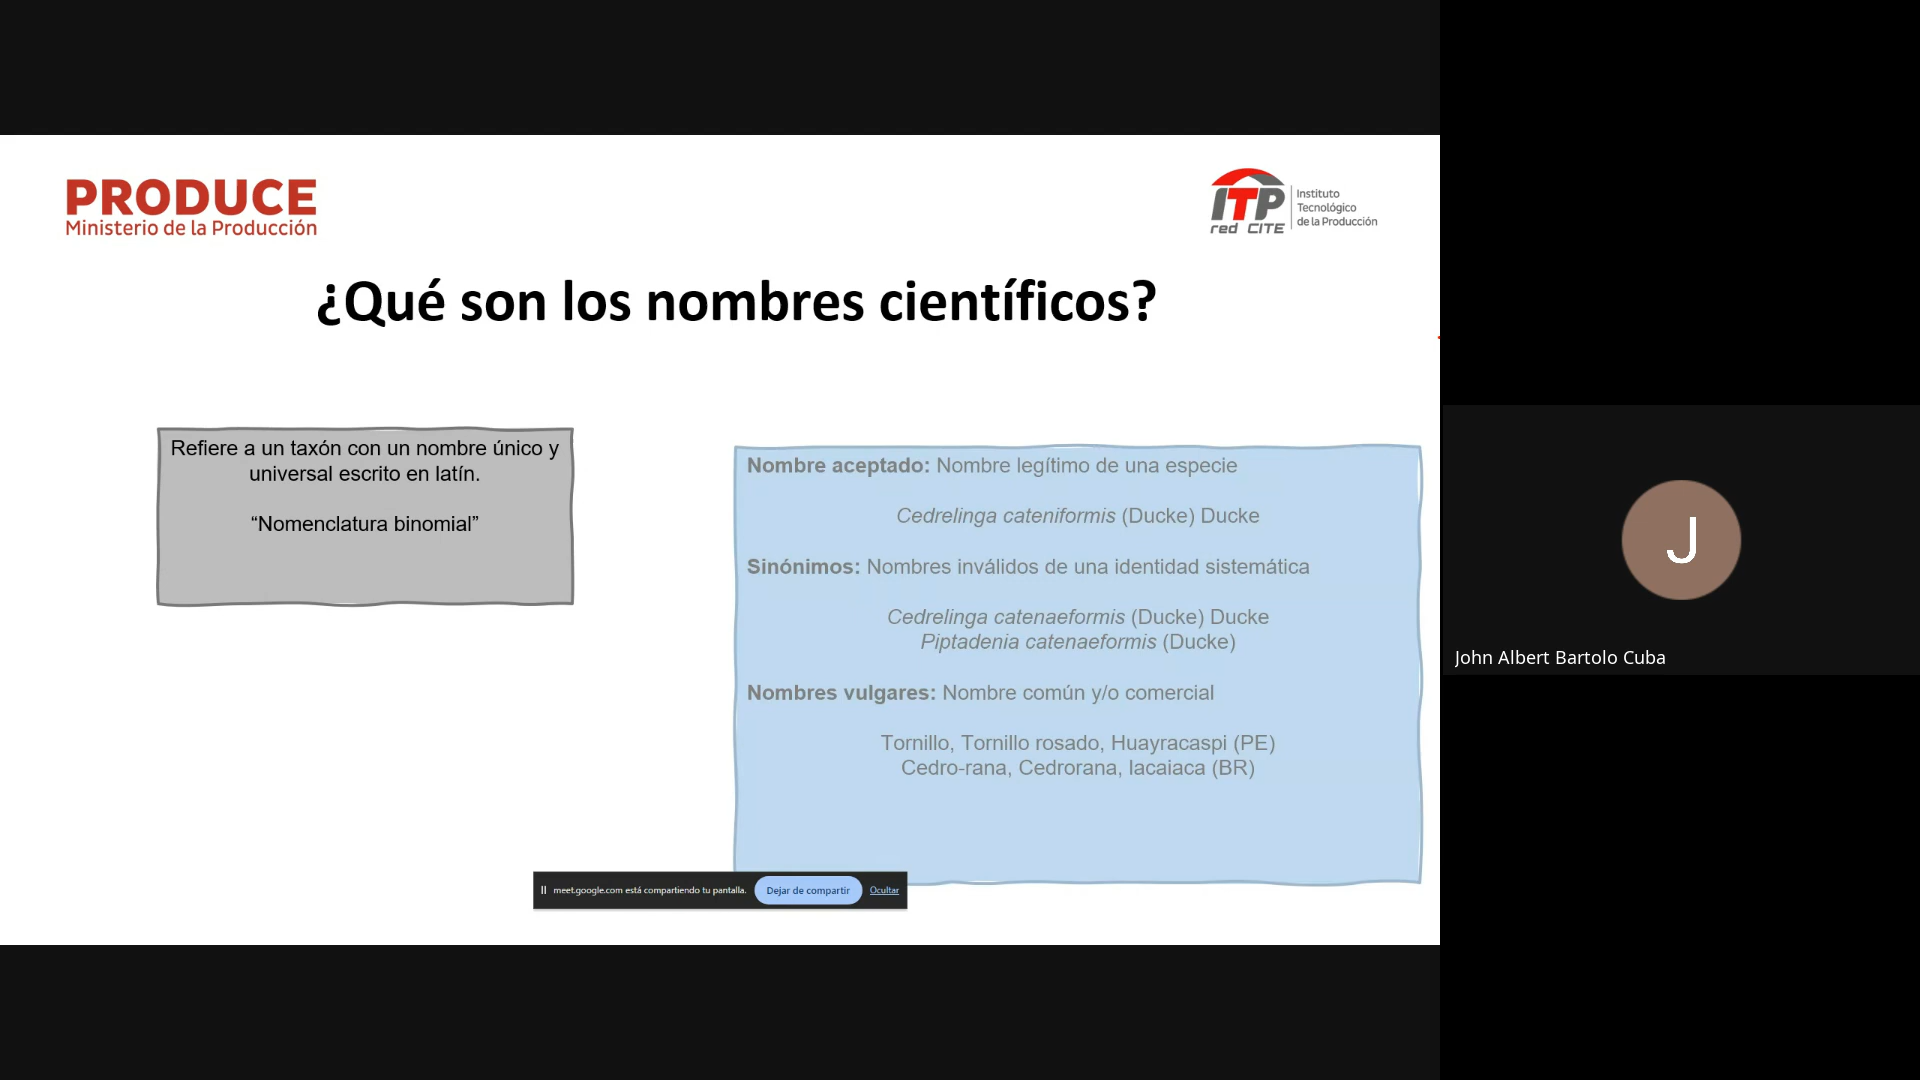 PRODUCE
Ministerio de la Producción
ITP
red CITE
Instituto
Tecnológico
de la Producción
¿Qué son los nombres científicos?
Refiere a un taxón con un nombre único y
universal escrito en latín.
“Nomenclatura binomial”
Nombre aceptado: Nombre legítimo de una especie
Cedrelinga cateniformis (Ducke) Ducke
Sinónimos: Nombres inválidos de una identidad sistemática
Cedrelinga catenaeformis (Ducke) Ducke
Piptadenia catenaeformis (Ducke)
Nombres vulgares: Nombre común y/o comercial
Tornillo, Tornillo rosado, Huayracaspi (PE)
Cedro-rana, Cedrorana, Iacaiaca (BR)
meet.google.com está compartiendo tu pantalla.
Dejar de compartir
Ocultar
J
John Albert Bartolo Cuba